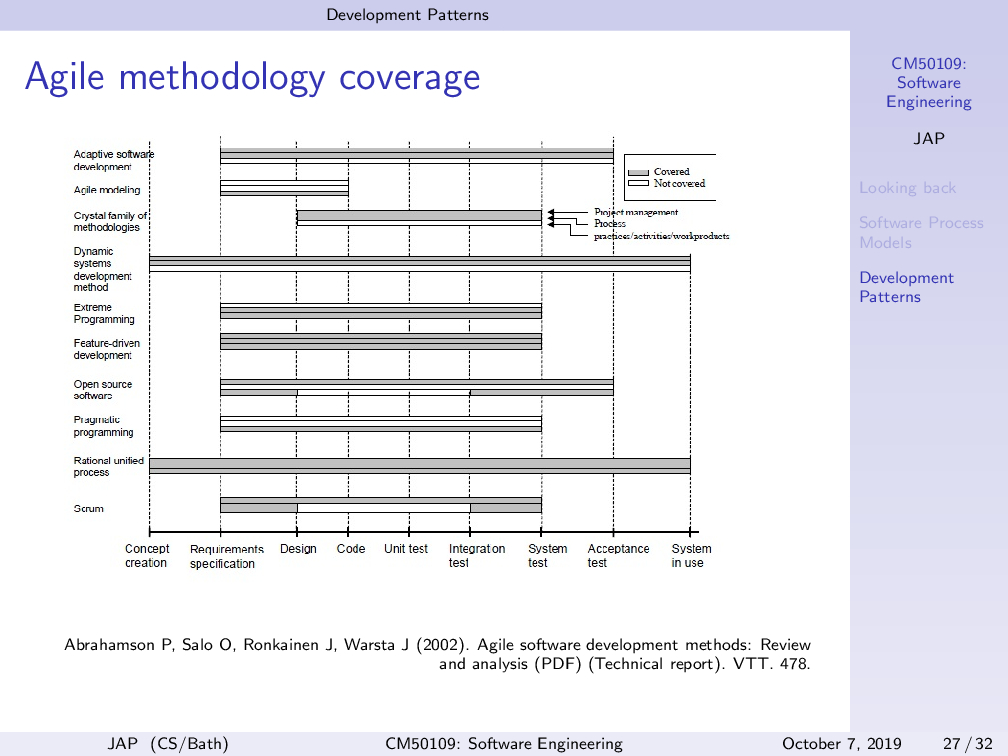 Development Patterns
Agile methodology coverage
Adaptive software
development
Agile modeling
Crystal family of
methodologies
Dynamic
systems
development
method
Extreme
Programming
Feature-driven
development
Open source
software
Pragmatic
programming
Rational unified
process
Scrum
Covered
Not covered
Project management
Process
practices/activities/workproducts
Concept
creation
Requirements
specification
Design
Code
Unit test
Integration
test
System
test
Acceptance
test
System
in use
Abrahamson P, Salo O, Ronkainen J, Warsta J (2002). Agile software development methods: Review
and analysis (PDF) (Technical report). VTT. 478.
CM50109:
Software
Engineering
JAP
Looking back
Software Process
Models
Development
Patterns
JAP (CS/Bath)
CM50109: Software Engineering
October 7, 2019
27 / 32